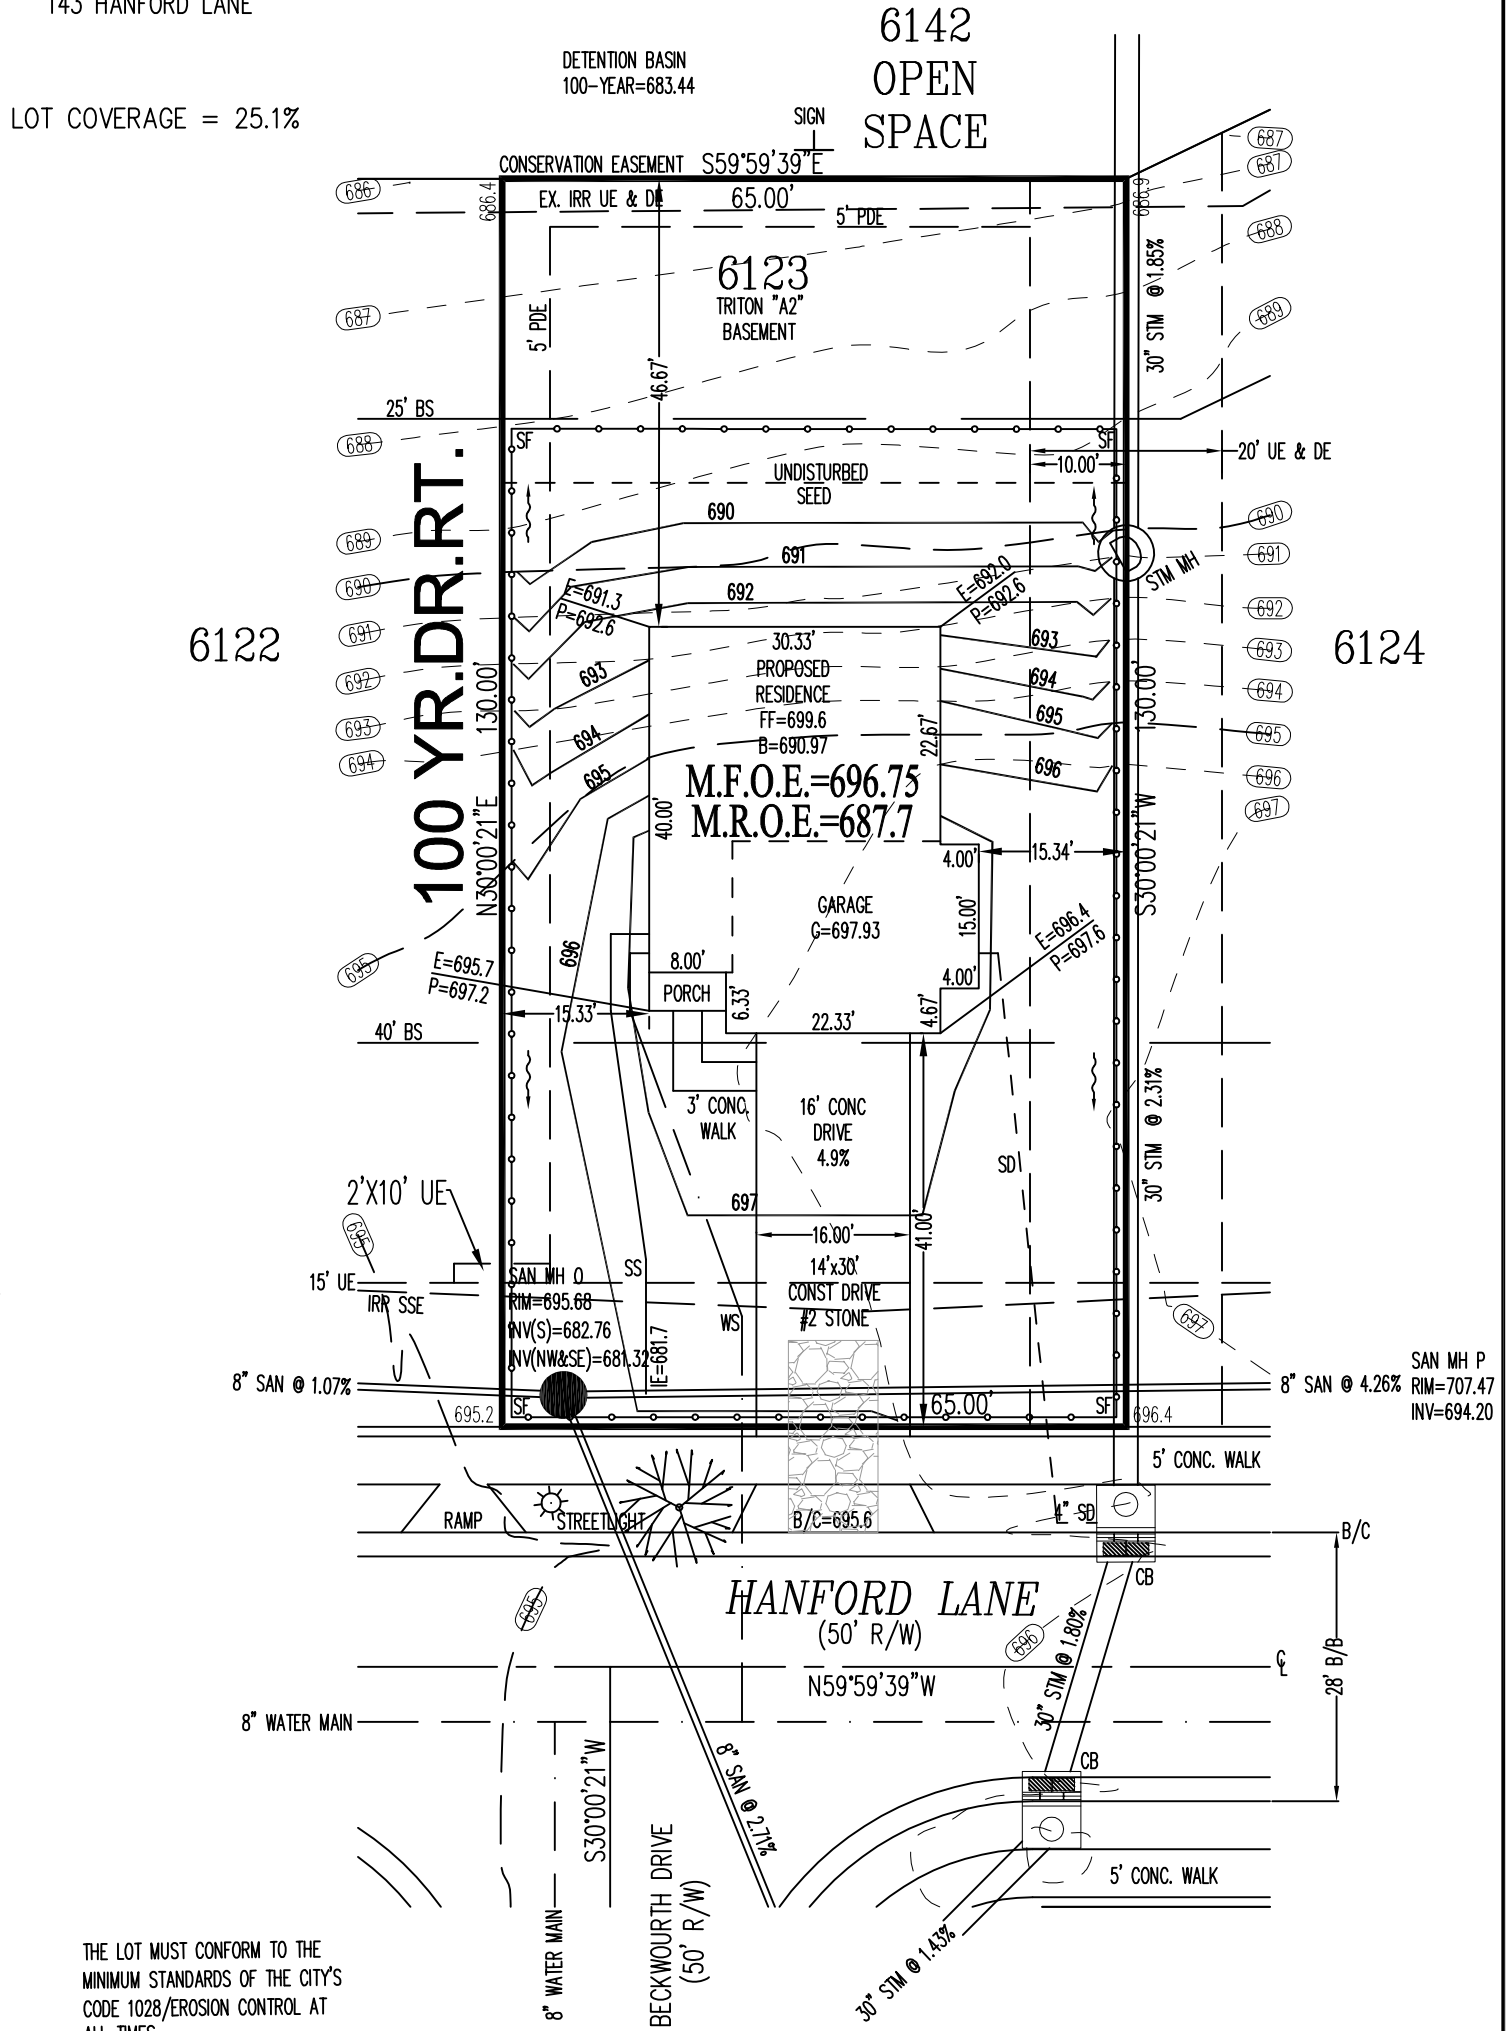 143 HANFORD LANE
LOT COVERAGE = 25.1%
DETENTION BASIN
100-YEAR=683.44
6142
OPEN
SPACE
SIGN
CONSERVATION EASEMENT
S59°59'39"E
65.00'
EX. IRR UE & DE
5' PDE
686
686.4
686.9
687
687
688
689
687
30" STM @ 1.85%
6123
TRITON "A2"
BASEMENT
5' PDE
46.67'
25' BS
SF
SF
688
20' UE & DE
10.00'
UNDISTURBED
SEED
100 YR.DR.RT.
690
691
692
689
690
691
692
693
694
690
691
692
693
694
695
696
697
STM MH
E=691.3
P=692.6
E=692.0
P=692.6
6122
6124
30.33'
PROPOSED
RESIDENCE
FF=699.6
B=690.97
M.F.O.E.=696.75
M.R.O.E.=687.7
693
694
695
693
694
695
696
130.00'
N30°00'21"E
130.00'
S30°00'21"W
22.67'
40.00'
4.00'
15.34'
GARAGE
G=697.93
15.00'
4.00'
4.67'
E=696.4
P=697.6
696
695
E=695.7
P=697.2
8.00'
PORCH
6.33'
22.33'
15.33'
40' BS
3' CONC.
WALK
16' CONC
DRIVE
4.9%
SD
30" STM @ 2.31%
697
2'X10' UE
695
16.00'
41.00'
15' UE
IRR SSE
SAN MH O
RIM=695.68
INV(S)=682.76
INV(NW&SE)=681.32
SS
IE=681.7
WS
14'x30'
CONST DRIVE
#2 STONE
697
8" SAN @ 1.07%
8" SAN @ 4.26%
SAN MH P
RIM=707.47
INV=694.20
695.2
SF
65.00'
SF
696.4
5' CONC. WALK
RAMP
STREETLIGHT
B/C=695.6
4" SD
B/C
CB
HANFORD LANE
(50' R/W)
N59°59'39"W
695
696
30" STM @ 1.80%
28' B/B
℄
8" WATER MAIN
S30°00'21"W
8" SAN @ 2.71%
CB
8" WATER MAIN
BECKWOURTH DRIVE
(50' R/W)
5' CONC. WALK
30" STM @ 1.43%
THE LOT MUST CONFORM TO THE
MINIMUM STANDARDS OF THE CITY'S
CODE 1028/EROSION CONTROL AT
ALL TIMES